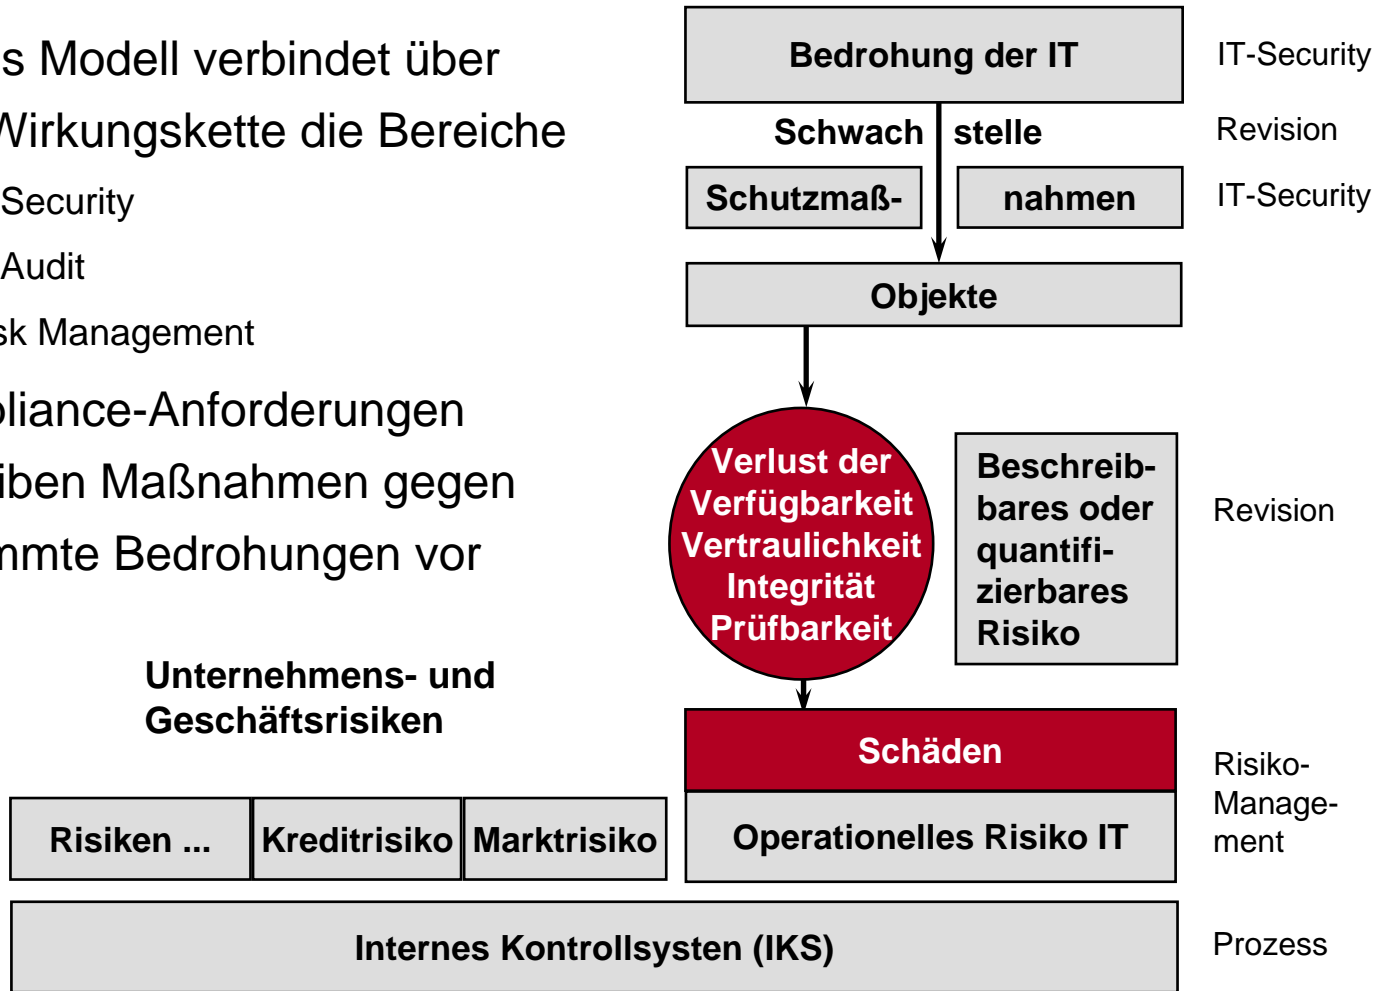 s Modell verbindet über
Wirkungskette die Bereiche
Security
Audit
sk Management
liance-Anforderungen
iben Maßnahmen gegen
mmte Bedrohungen vor
Bedrohung der IT
IT-Security
Schwach stelle
Revision
Schutzmaß- nahmen
IT-Security
Objekte
Verlust der
Verfügbarkeit
Vertraulichkeit
Integrität
Prüfbarkeit
Beschreib-
bares oder
quantifi-
zierbares
Risiko
Revision
Unternehmens- und
Geschäftsrisiken
Schäden
Risiken ...
Kreditrisiko
Marktrisiko
Operationelles Risiko IT
Risiko-
Manage-
ment
Internes Kontrollsysten (IKS)
Prozess